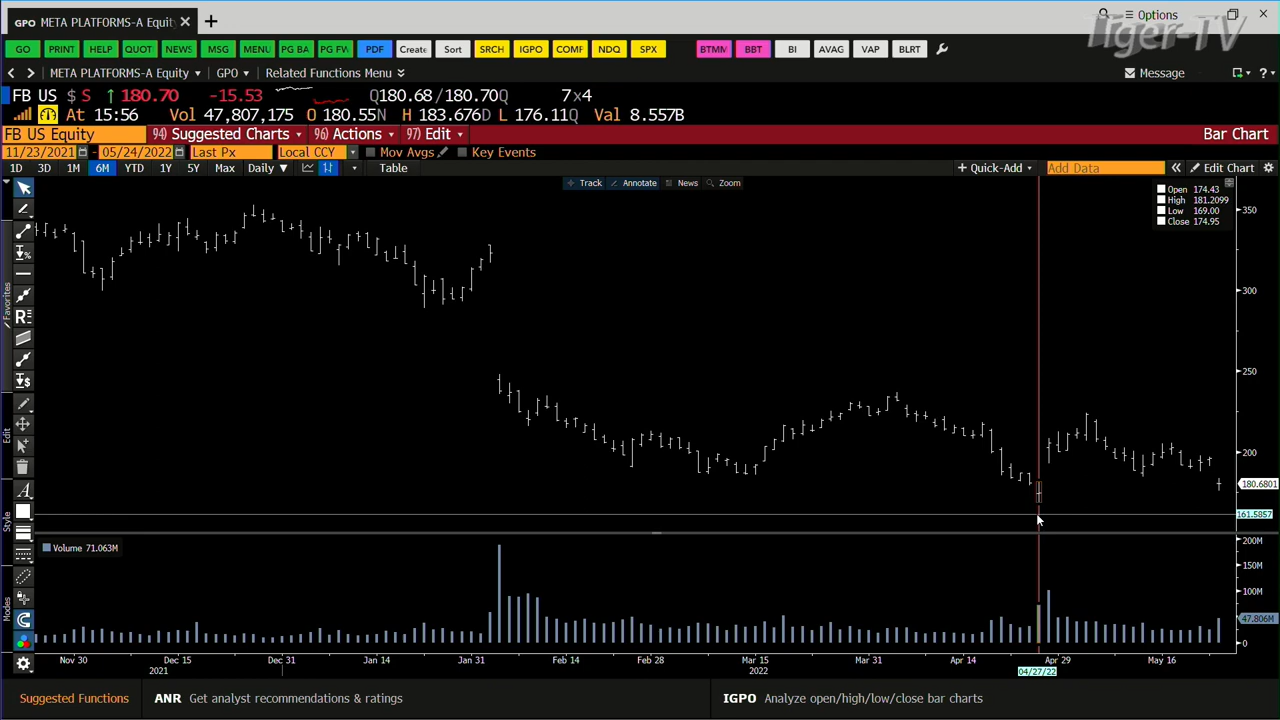 GPO META PLATFORMS-A Equity
Options
Tiger-TV
GO PRINT HELP QUOT NEWS MSG MENU PG BA PG FW PDF Create Sort SRCH IGPO COMF NDQ SPX BTMM BBT BI AVAG VAP BLRT
META PLATFORMS-A Equity GPO Related Functions Menu Message ?
FB US $ S ↑ 180.70 -15.53 Q180.68/180.70Q 7x4
At 15:56 Vol 47,807,175 O 180.55N H 183.676D L 176.11Q Val 8.557B
FB US Equity 94) Suggested Charts 96) Actions 97) Edit Bar Chart
11/23/2021 - 05/24/2022 Last Px Local CCY Mov Avgs Key Events
1D 3D 1M 6M YTD 1Y 5Y Max Daily ▼ Table + Quick-Add Add Data « Edit Chart
Track Annotate News Zoom
Open 174.43
High 181.2099
Low 169.00
Close 174.95
350
300
250
200
180.6801
161.5857
Favorites
Edit
Style
Modes
Volume 71.063M
200M
150M
100M
47.806M
0
Nov 30 Dec 15 Dec 31 Jan 14 Jan 31 Feb 14 Feb 28 Mar 15 Mar 31 Apr 14 Apr 29 May 16
2021 2022 04/27/22
Suggested Functions ANR Get analyst recommendations & ratings IGPO Analyze open/high/low/close bar charts